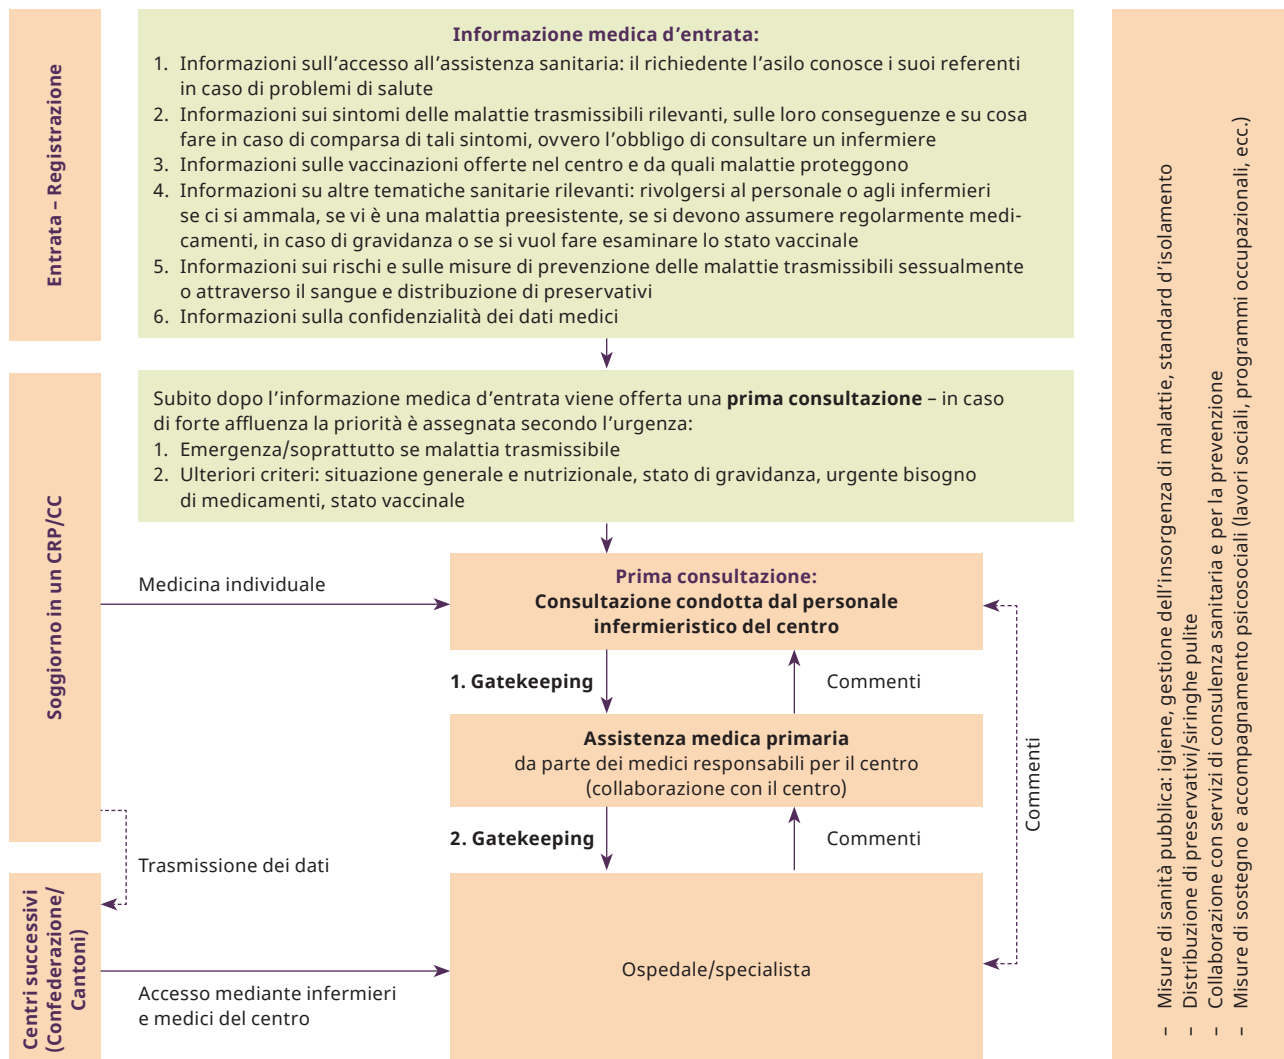 Entrata – Registrazione
Informazione medica d’entrata:
1. Informazioni sull’accesso all’assistenza sanitaria: il richiedente l’asilo conosce i suoi referenti
in caso di problemi di salute
2. Informazioni sui sintomi delle malattie trasmissibili rilevanti, sulle loro conseguenze e su cosa
fare in caso di comparsa di tali sintomi, ovvero l’obbligo di consultare un infermiere
3. Informazioni sulle vaccinazioni offerte nel centro e da quali malattie proteggono
4. Informazioni su altre tematiche sanitarie rilevanti: rivolgersi al personale o agli infermieri
se ci si ammala, se vi è una malattia preesistente, se si devono assumere regolarmente medi-
camenti, in caso di gravidanza o se si vuol fare esaminare lo stato vaccinale
5. Informazioni sui rischi e sulle misure di prevenzione delle malattie trasmissibili sessualmente
o attraverso il sangue e distribuzione di preservativi
6. Informazioni sulla confidenzialità dei dati medici
Soggiorno in un CRP/CC
Subito dopo l’informazione medica d’entrata viene offerta una prima consultazione – in caso
di forte affluenza la priorità è assegnata secondo l’urgenza:
1. Emergenza/soprattutto se malattia trasmissibile
2. Ulteriori criteri: situazione generale e nutrizionale, stato di gravidanza, urgente bisogno
di medicamenti, stato vaccinale
Medicina individuale
Prima consultazione:
Consultazione condotta dal personale
infermieristico del centro
1. Gatekeeping
Commenti
Assistenza medica primaria
da parte dei medici responsabili per il centro
(collaborazione con il centro)
2. Gatekeeping
Commenti
Commenti
Trasmissione dei dati
Centri successivi
(Confederazione/
Cantoni)
Ospedale/specialista
Accesso mediante infermieri
e medici del centro
– Misure di sanità pubblica: igiene, gestione dell’insorgenza di malattie, standard d’isolamento
– Distribuzione di preservativi/siringhe pulite
– Collaborazione con servizi di consulenza sanitaria e per la prevenzione
– Misure di sostegno e accompagnamento psicosociali (lavori sociali, programmi occupazionali, ecc.)